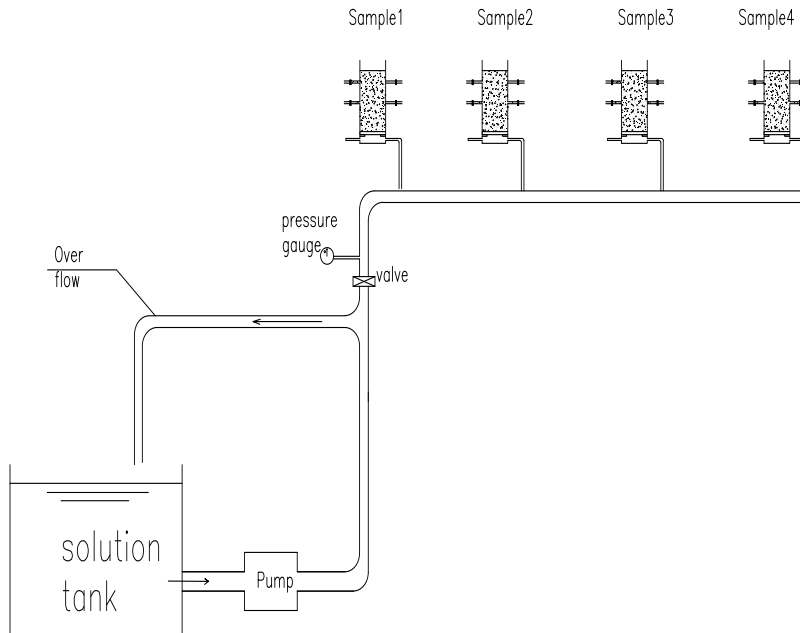 Sample1
Sample2
Sample3
Sample4
pressure
gauge
valve
Over
flow
solution
tank
Pump